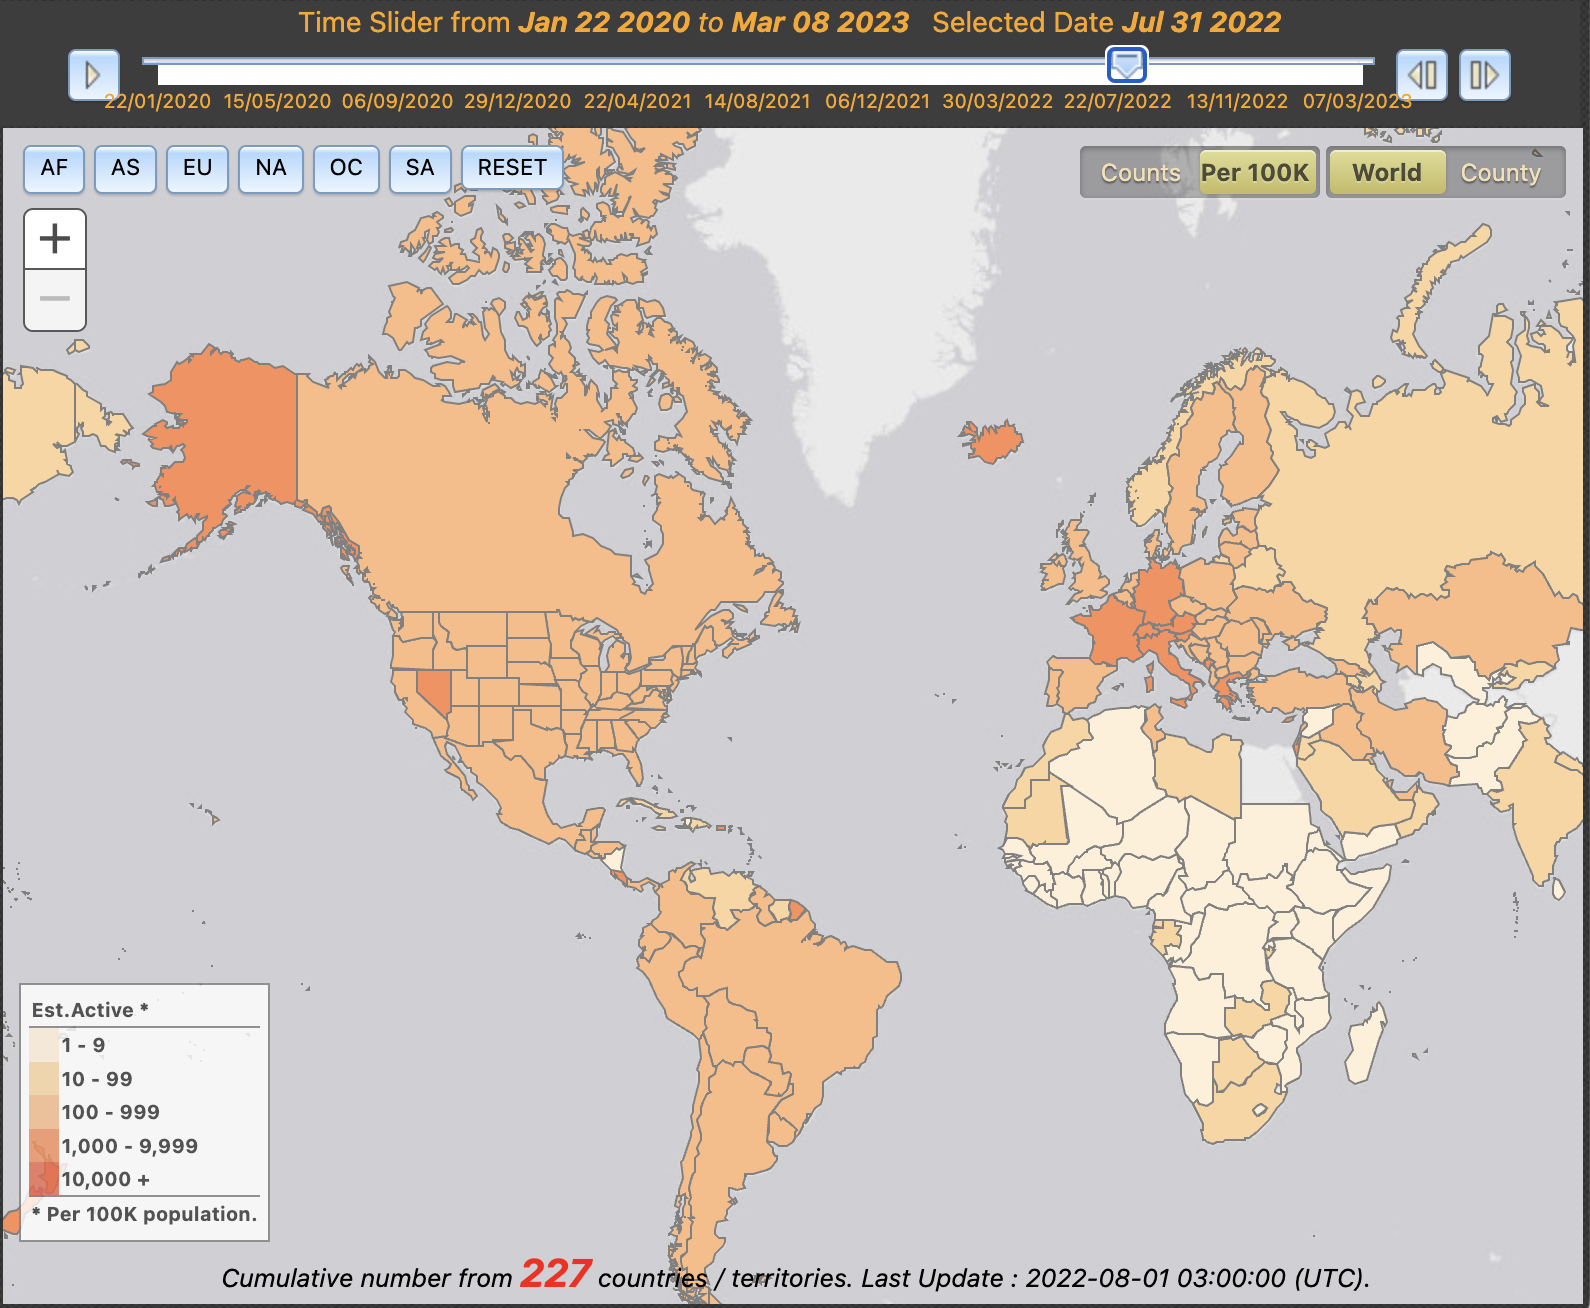 Time Slider from Jan 22 2020 to Mar 08 2023 Selected Date Jul 31 2022
22/01/2020 15/05/2020 06/09/2020 29/12/2020 22/04/2021 14/08/2021 06/12/2021 30/03/2022 22/07/2022 13/11/2022 07/03/2023
AF AS EU NA OC SA RESET Counts Per 100K World County
+
−
Est.Active *
1 - 9
10 - 99
100 - 999
1,000 - 9,999
10,000 +
* Per 100K population.
Cumulative number from 227 countries / territories. Last Update : 2022-08-01 03:00:00 (UTC).